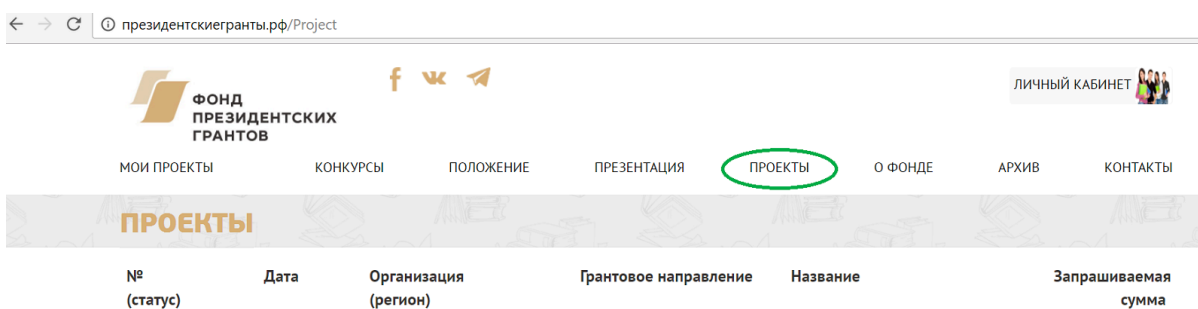 президентскиегранты.рф/Project
ФОНД
ПРЕЗИДЕНТСКИХ
ГРАНТОВ
ЛИЧНЫЙ КАБИНЕТ
МОИ ПРОЕКТЫ КОНКУРСЫ ПОЛОЖЕНИЕ ПРЕЗЕНТАЦИЯ ПРОЕКТЫ О ФОНДЕ АРХИВ КОНТАКТЫ
ПРОЕКТЫ
№ Дата Организация Грантовое направление Название Запрашиваемая
(статус) (регион) сумма